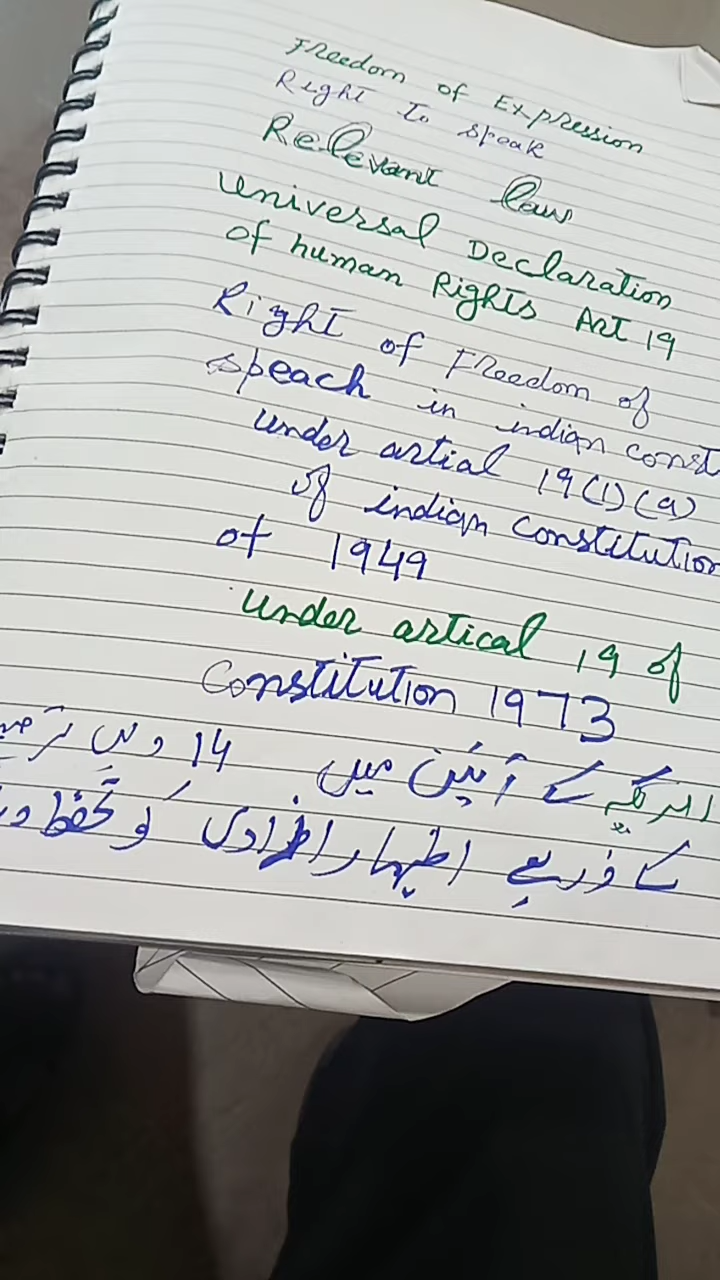 Freedom of Expression
Right To speak
Relevant law
universal Declaration
of human Rights Art 19
Right of Freedom of
speach in indian const
under artial 19(1)(a)
of indian constitution
of 1949
under artical 19 of
Constitution 1973
امریکہ کے آئین میں 14 ویں
کے ذریعے اظہار ازادی کو تحفظ